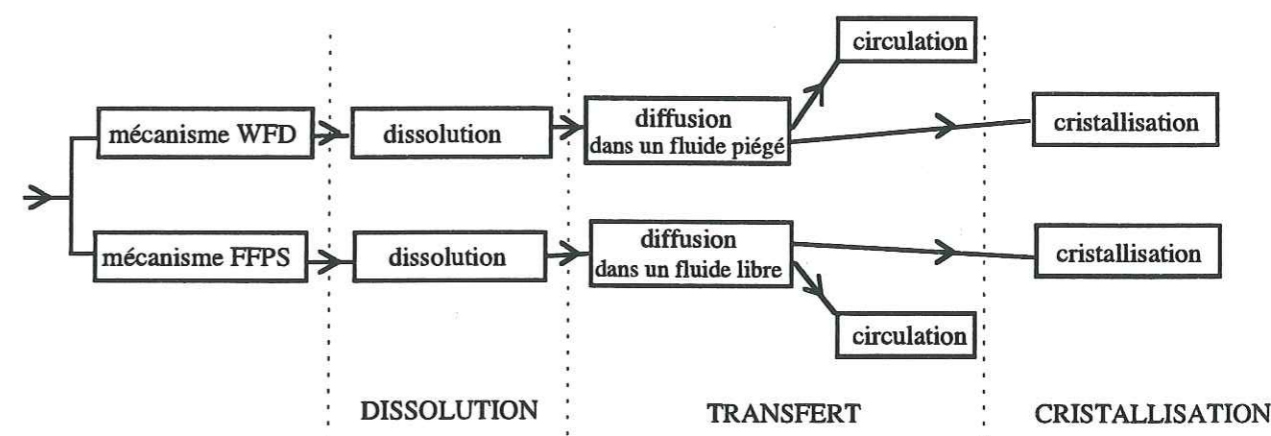 circulation
mécanisme WFD
dissolution
diffusion
dans un fluide piégé
cristallisation
mécanisme FFPS
dissolution
diffusion
dans un fluide libre
cristallisation
circulation
DISSOLUTION
TRANSFERT
CRISTALLISATION